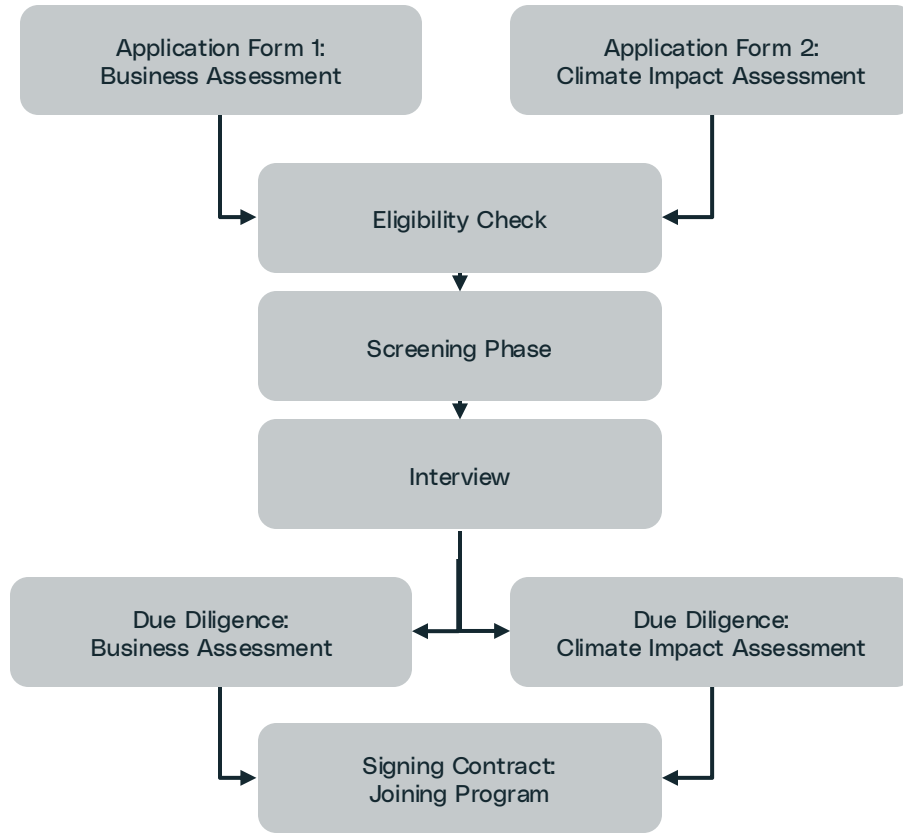 Application Form 1:
Business Assessment
Application Form 2:
Climate Impact Assessment
Eligibility Check
Screening Phase
Interview
Due Diligence:
Business Assessment
Due Diligence:
Climate Impact Assessment
Signing Contract:
Joining Program